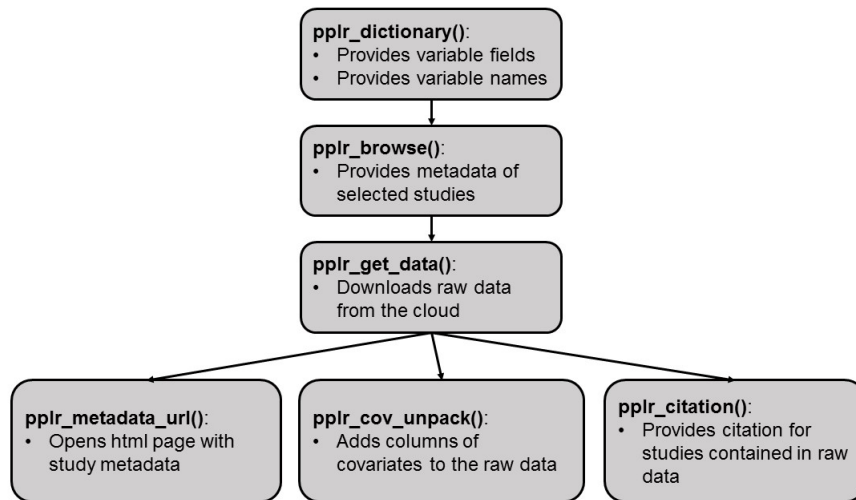 pplr_dictionary():
• Provides variable fields
• Provides variable names
pplr_browse():
• Provides metadata of
selected studies
pplr_get_data():
• Downloads raw data
from the cloud
pplr_metadata_url():
• Opens html page with
study metadata
pplr_cov_unpack():
• Adds columns of
covariates to the raw data
pplr_citation():
• Provides citation for
studies contained in raw
data